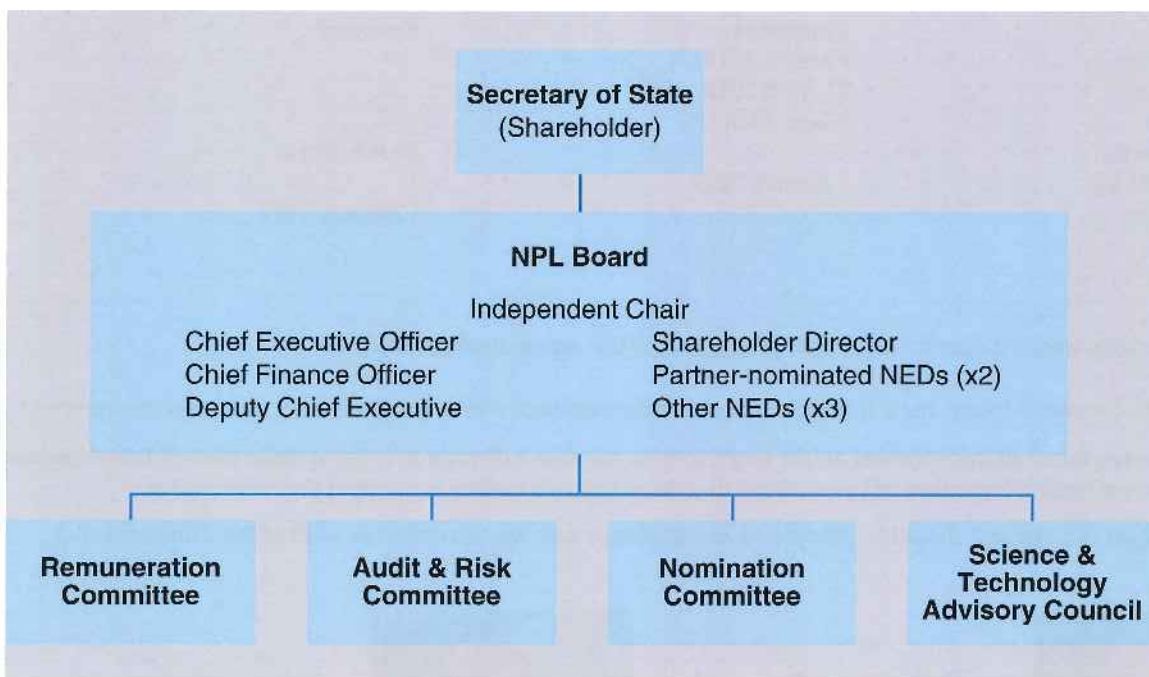 Secretary of State
(Shareholder)
NPL Board
Independent Chair
Chief Executive Officer
Chief Finance Officer
Deputy Chief Executive
Shareholder Director
Partner-nominated NEDs (x2)
Other NEDs (x3)
Remuneration
Committee
Audit & Risk
Committee
Nomination
Committee
Science &
Technology
Advisory Council